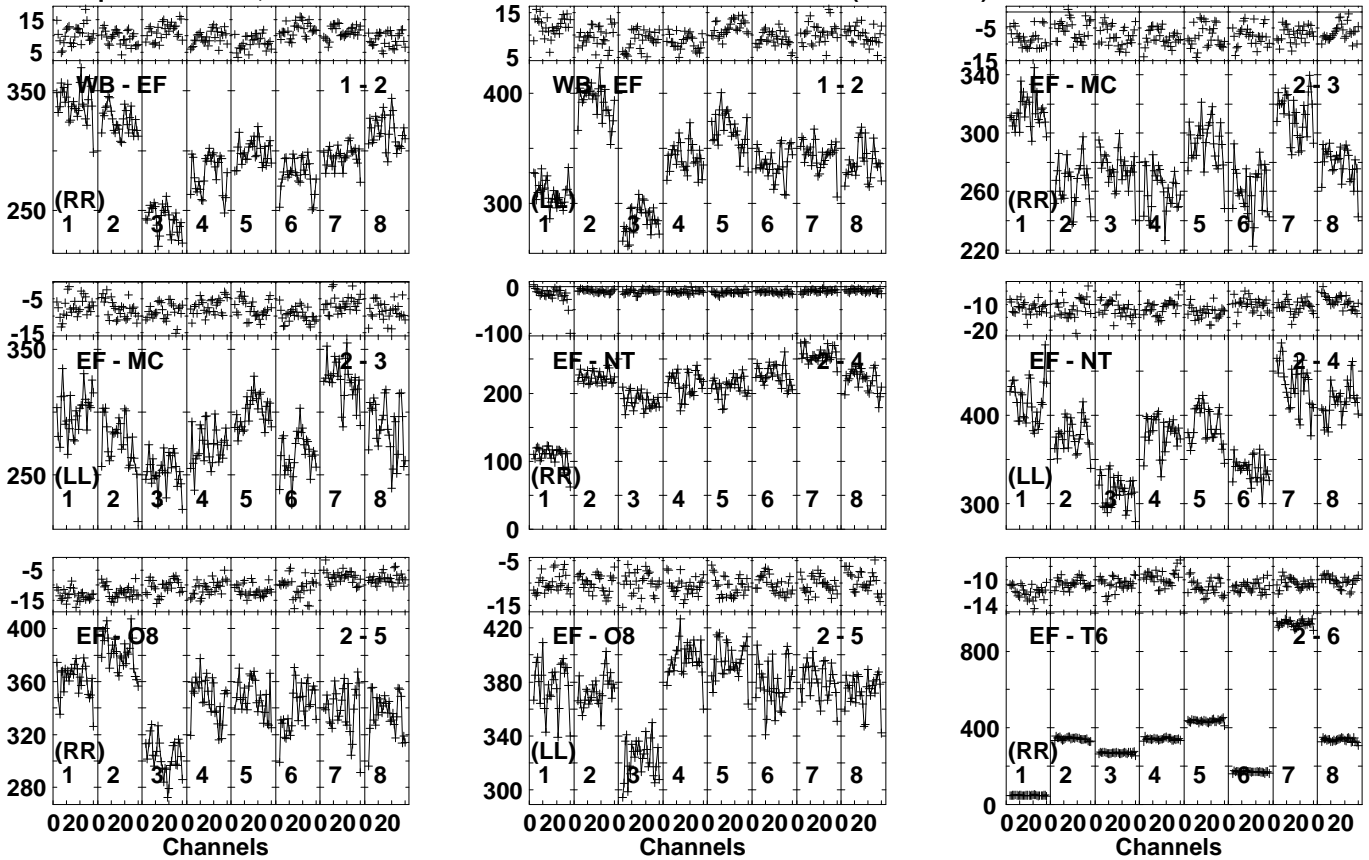 15
5
WB - EF 1 - 2
350
250
(RR)
1 2 3 4 5 6 7 8
15
5
WB - EF 1 - 2
400
300
(LL)
1 2 3 4 5 6 7 8
-5
-15
EF - MC 2 - 3
340
300
260
220
(RR)
1 2 3 4 5 6 7 8
-5
-15
EF - MC 2 - 3
350
250
(LL)
1 2 3 4 5 6 7 8
0
-100
EF - NT 2 - 4
200
100
0
(RR)
1 2 3 4 5 6 7 8
-10
-20
EF - NT 2 - 4
400
300
(LL)
1 2 3 4 5 6 7 8
-5
-15
EF - O8 2 - 5
400
360
320
280
(RR)
1 2 3 4 5 6 7 8
0 20 0 20 0 20 0 20 0 20 0 20 0 20 0 20
Channels
-5
-15
EF - O8 2 - 5
420
380
340
300
(LL)
1 2 3 4 5 6 7 8
0 20 0 20 0 20 0 20 0 20 0 20 0 20 0 20
Channels
-10
-14
EF - T6 2 - 6
800
400
0
(RR)
1 2 3 4 5 6 7 8
0 20 0 20 0 20 0 20 0 20 0 20 0 20 0 20
Channels